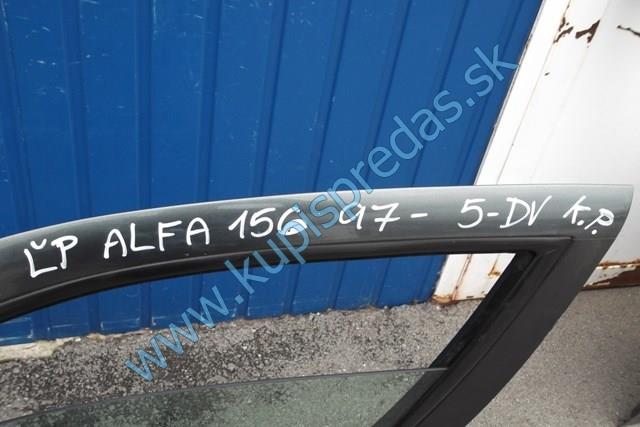 ĽP ALFA 156 97- 5-DV K.P.
www.kupispredas.sk